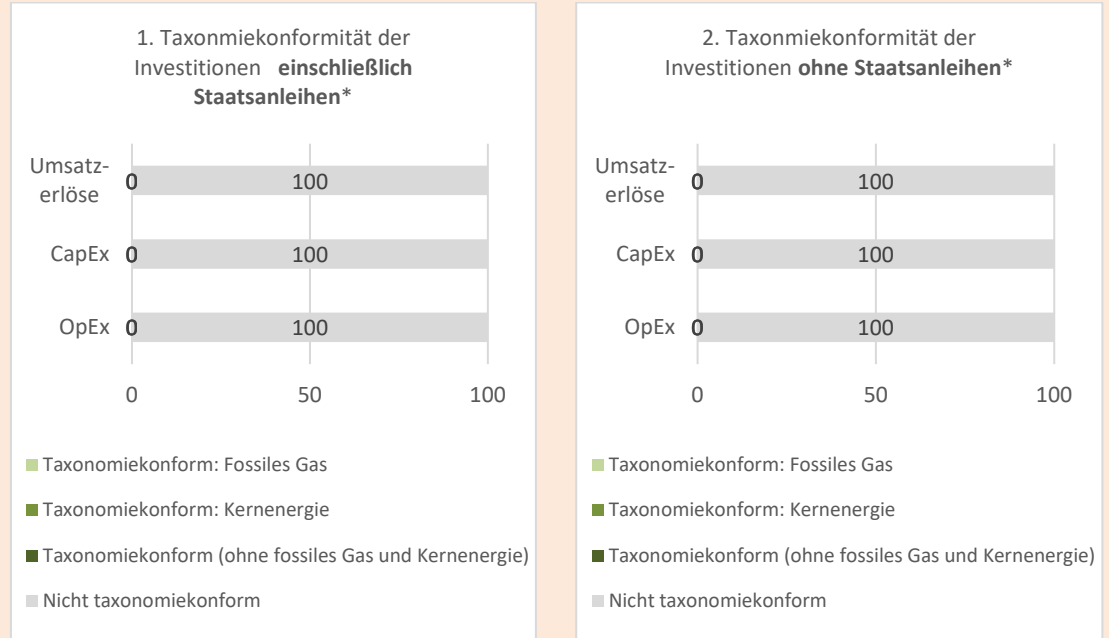 1. Taxonmiekonformität der
Investitionen einschließlich
Staatsanleihen*
Umsatz-
erlöse
0
100
CapEx
0
100
OpEx
0
100
0
50
100
Taxonomiekonform: Fossiles Gas
Taxonomiekonform: Kernenergie
Taxonomiekonform (ohne fossiles Gas und Kernenergie)
Nicht taxonomiekonform
2. Taxonmiekonformität der
Investitionen ohne Staatsanleihen*
Umsatz-
erlöse
0
100
CapEx
0
100
OpEx
0
100
0
50
100
Taxonomiekonform: Fossiles Gas
Taxonomiekonform: Kernenergie
Taxonomiekonform (ohne fossiles Gas und Kernenergie)
Nicht taxonomiekonform